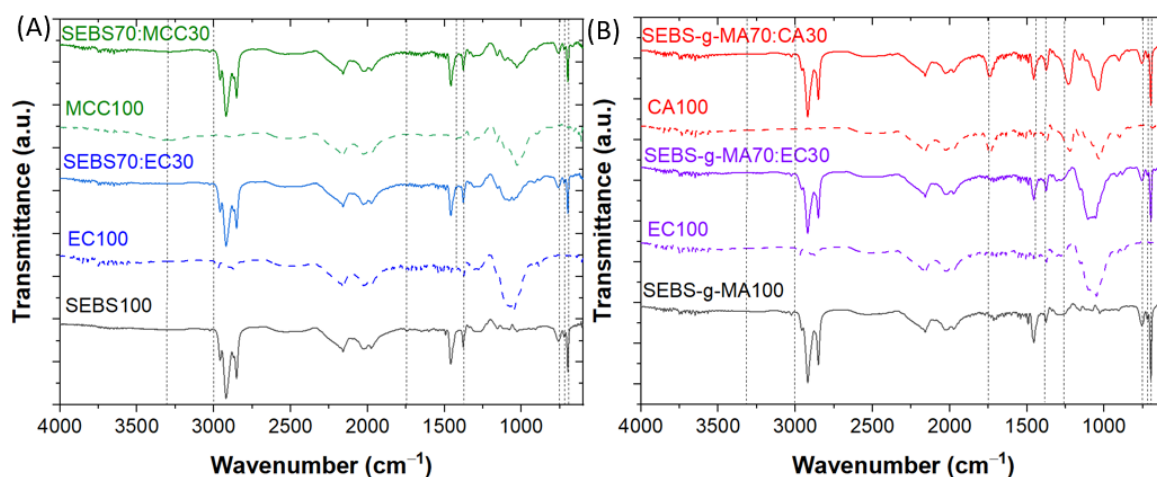 (A)
SEBS70:MCC30
MCC100
SEBS70:EC30
EC100
SEBS100
Transmittance (a.u.)
4000 3500 3000 2500 2000 1500 1000
Wavenumber (cm⁻¹)
(B)
SEBS-g-MA70:CA30
CA100
SEBS-g-MA70:EC30
EC100
SEBS-g-MA100
Transmittance (a.u.)
4000 3500 3000 2500 2000 1500 1000
Wavenumber (cm⁻¹)